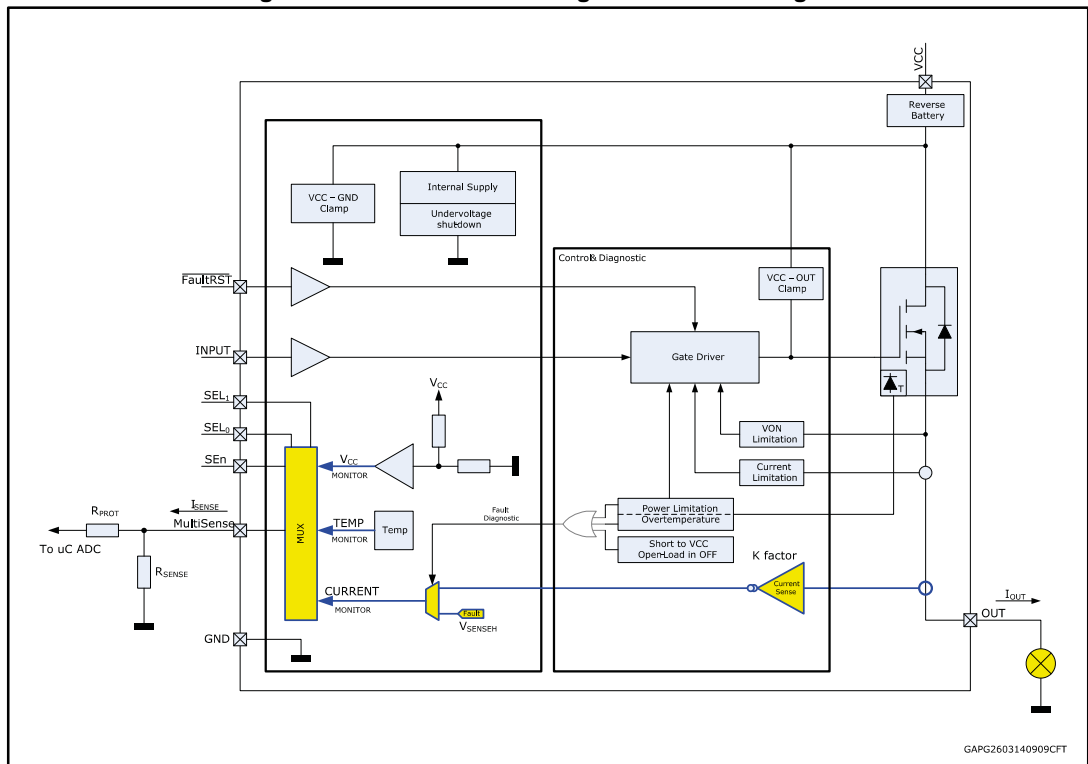 VCC
Reverse
Battery
VCC – GND
Clamp
Internal Supply
Undervoltage
shutdown
Control & Diagnostic
VCC – OUT
Clamp
FaultRST
INPUT
Gate Driver
SEL1
SEL0
SEn
VCC
VCC
MONITOR
VON
Limitation
Current
Limitation
ISENSE
MultiSense
RPROT
To uC ADC
RSENSE
MUX
TEMP
MONITOR
Temp
Fault
Diagnostic
Power Limitation
Overtemperature
Short to VCC
Open-Load in OFF
T
K factor
Current
Sense
CURRENT
MONITOR
Fault
VSENSEH
GND
IOUT
OUT
GAPG2603140909CFT